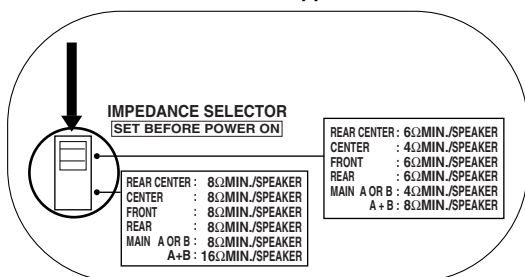 IMPEDANCE SELECTOR
SET BEFORE POWER ON
REAR CENTER : 8ΩMIN./SPEAKER
CENTER : 8ΩMIN./SPEAKER
FRONT : 8ΩMIN./SPEAKER
REAR : 8ΩMIN./SPEAKER
MAIN A OR B : 8ΩMIN./SPEAKER
A+B : 16ΩMIN./SPEAKER
REAR CENTER : 6ΩMIN./SPEAKER
CENTER : 4ΩMIN./SPEAKER
FRONT : 6ΩMIN./SPEAKER
REAR : 6ΩMIN./SPEAKER
MAIN A OR B : 4ΩMIN./SPEAKER
A + B : 8ΩMIN./SPEAKER